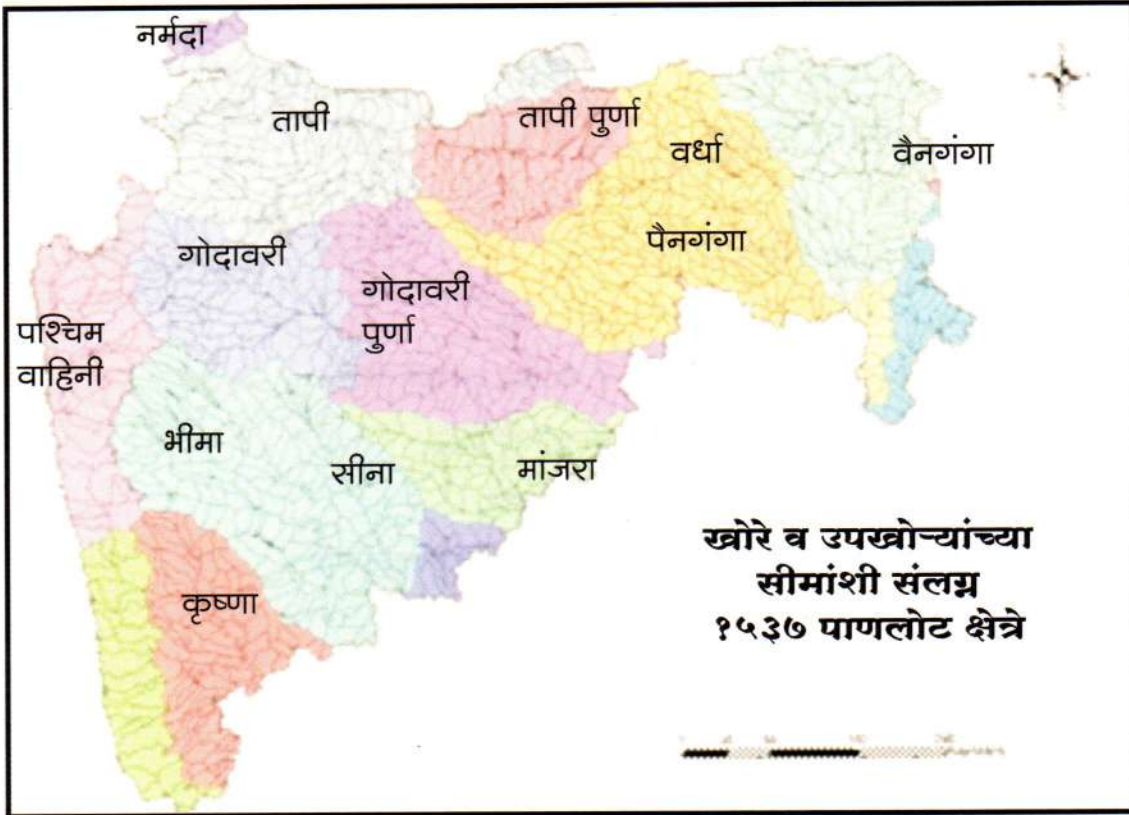 नर्मदा
तापी
तापी पुर्णा
वर्धा
वैनगंगा
पैनगंगा
गोदावरी
गोदावरी
पुर्णा
पश्चिम
वाहिनी
भीमा
सीना
मांजरा
कृष्णा
खोरे व उपखोऱ्यांच्या
सीमांशी संलग्न
१५३७ पाणलोट क्षेत्रे